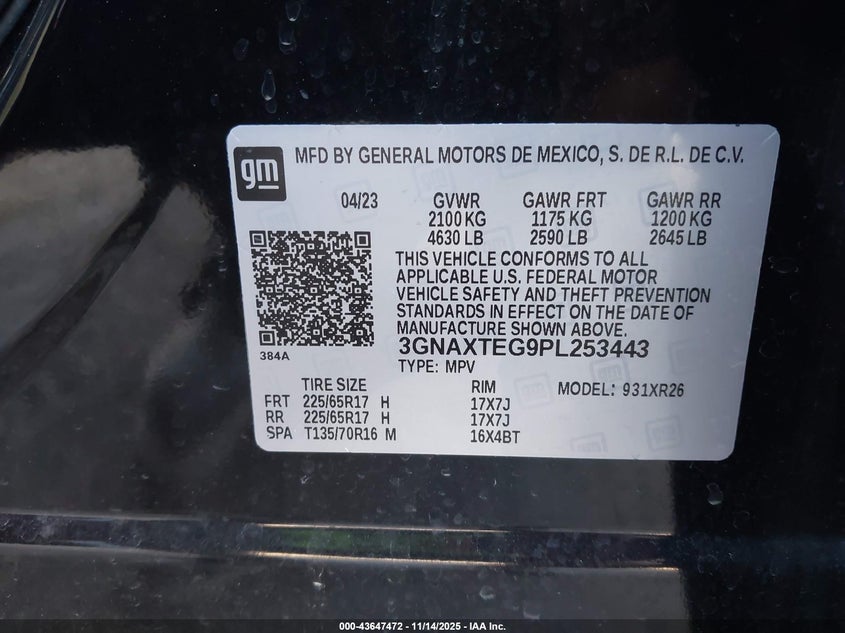 gm
MFD BY GENERAL MOTORS DE MEXICO, S. DE R.L. DE C.V.
04/23 GVWR GAWR FRT GAWR RR
2100 KG 1175 KG 1200 KG
4630 LB 2590 LB 2645 LB
THIS VEHICLE CONFORMS TO ALL
APPLICABLE U.S. FEDERAL MOTOR
VEHICLE SAFETY AND THEFT PREVENTION
STANDARDS IN EFFECT ON THE DATE OF
MANUFACTURE SHOWN ABOVE.
384A
3GNAXTEG9PL253443
TYPE: MPV
TIRE SIZE RIM MODEL: 931XR26
FRT 225/65R17 H 17X7J
RR 225/65R17 H 17X7J
SPA T135/70R16 M 16X4BT
000-43647472 — 11/14/2025 — IAA Inc.